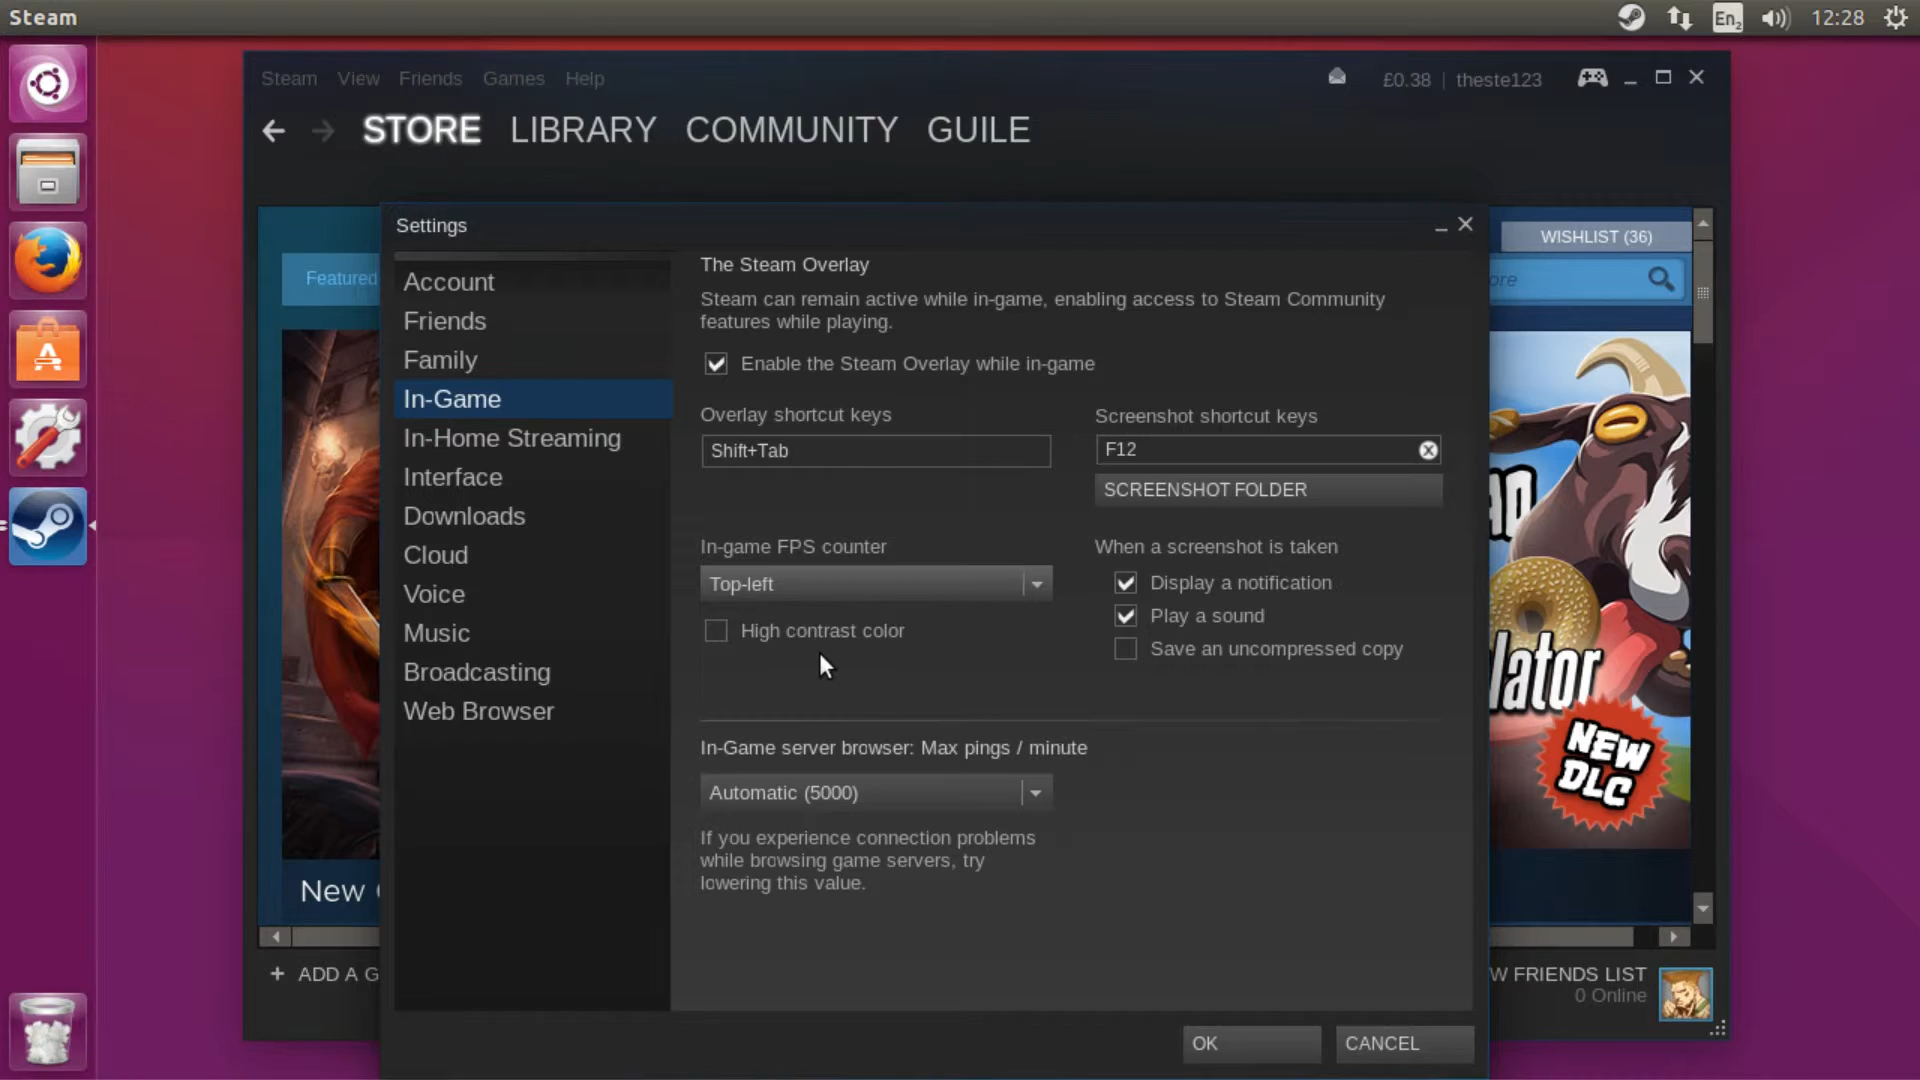 Steam
En2
12:28
Steam View Friends Games Help
£0.38 | theste123
STORE LIBRARY COMMUNITY GUILE
WISHLIST (36)
Featured
ore
Settings
Account
Friends
Family
In-Game
In-Home Streaming
Interface
Downloads
Cloud
Voice
Music
Broadcasting
Web Browser
The Steam Overlay
Steam can remain active while in-game, enabling access to Steam Community
features while playing.
Enable the Steam Overlay while in-game
Overlay shortcut keys
Shift+Tab
Screenshot shortcut keys
F12
SCREENSHOT FOLDER
In-game FPS counter
Top-left
High contrast color
When a screenshot is taken
Display a notification
Play a sound
Save an uncompressed copy
In-Game server browser: Max pings / minute
Automatic (5000)
If you experience connection problems
while browsing game servers, try
lowering this value.
OK
CANCEL
lator
NEW
DLC
New
+ ADD A G
W FRIENDS LIST
0 Online